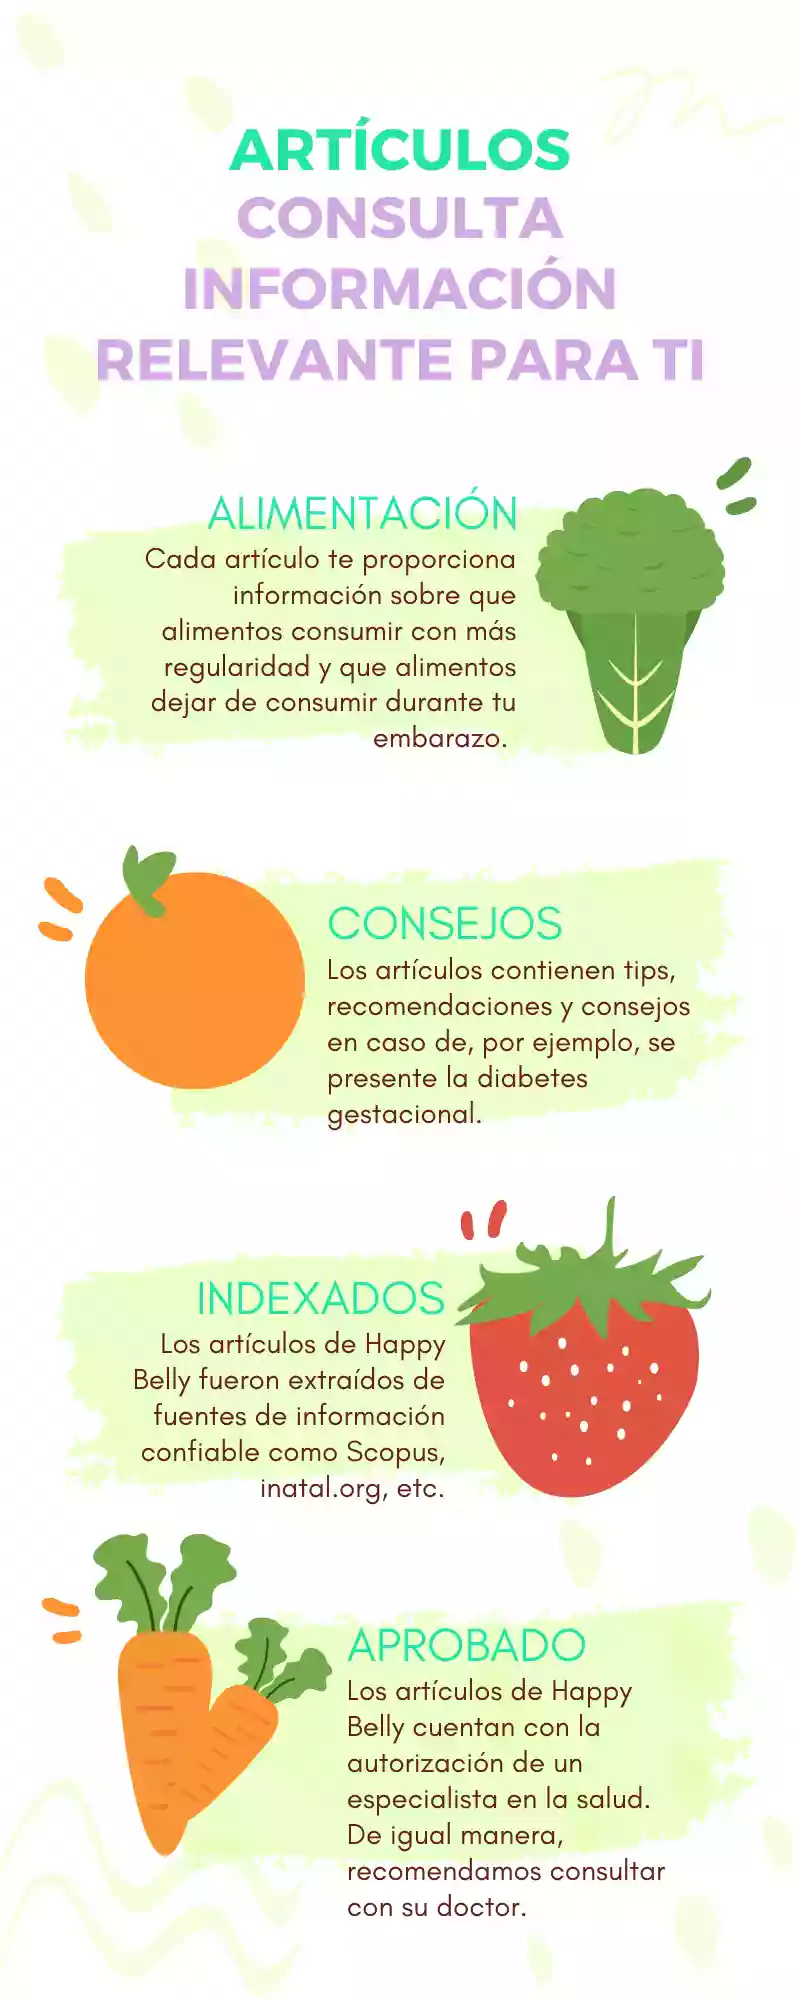 ARTÍCULOS
CONSULTA
INFORMACIÓN
RELEVANTE PARA TI
ALIMENTACIÓN
Cada artículo te proporciona
información sobre que
alimentos consumir con más
regularidad y que alimentos
dejar de consumir durante tu
embarazo.
CONSEJOS
Los artículos contienen tips,
recomendaciones y consejos
en caso de, por ejemplo, se
presente la diabetes
gestacional.
INDEXADOS
Los artículos de Happy
Belly fueron extraídos de
fuentes de información
confiable como Scopus,
inatal.org, etc.
APROBADO
Los artículos de Happy
Belly cuentan con la
autorización de un
especialista en la salud.
De igual manera,
recomendamos consultar
con su doctor.